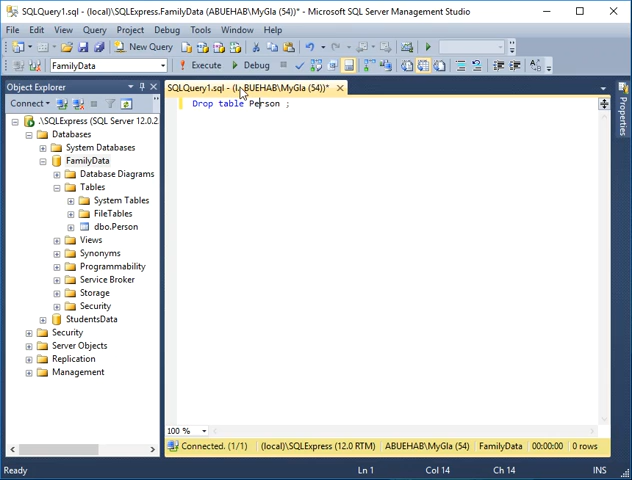 SQLQuery1.sql - (local)\SQLExpress.FamilyData (ABUEHAB\MyGla (54))* - Microsoft SQL Server Management Studio
File Edit View Query Project Debug Tools Window Help
New Query
FamilyData Execute Debug
Object Explorer
Connect
.\SQLExpress (SQL Server 12.0.2
Databases
System Databases
FamilyData
Database Diagrams
Tables
System Tables
FileTables
dbo.Person
Views
Synonyms
Programmability
Service Broker
Storage
Security
StudentsData
Security
Server Objects
Replication
Management
SQLQuery1.sql - (l...BUEHAB\MyGla (54))*
Drop table Person ;
100 %
Connected. (1/1) (local)\SQLExpress (12.0 RTM) ABUEHAB\MyGla (54) FamilyData 00:00:00 0 rows
Properties
Ready Ln 1 Col 14 Ch 14 INS